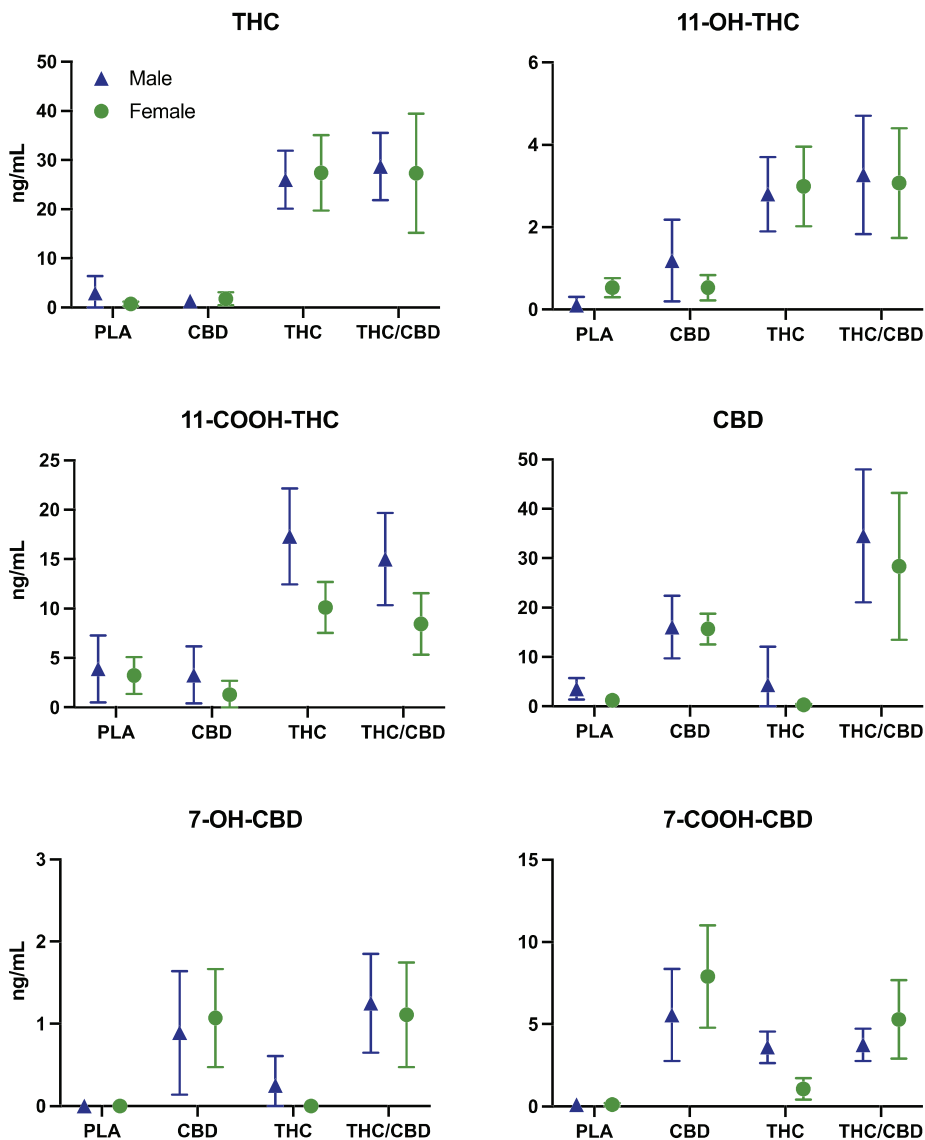 THC
50
40
30
20
10
0
ng/mL
Male
Female
PLA CBD THC THC/CBD
11-OH-THC
6
4
2
0
PLA CBD THC THC/CBD
11-COOH-THC
25
20
15
10
5
0
ng/mL
PLA CBD THC THC/CBD
CBD
50
40
30
20
10
0
PLA CBD THC THC/CBD
7-OH-CBD
3
2
1
0
ng/mL
PLA CBD THC THC/CBD
7-COOH-CBD
15
10
5
0
PLA CBD THC THC/CBD